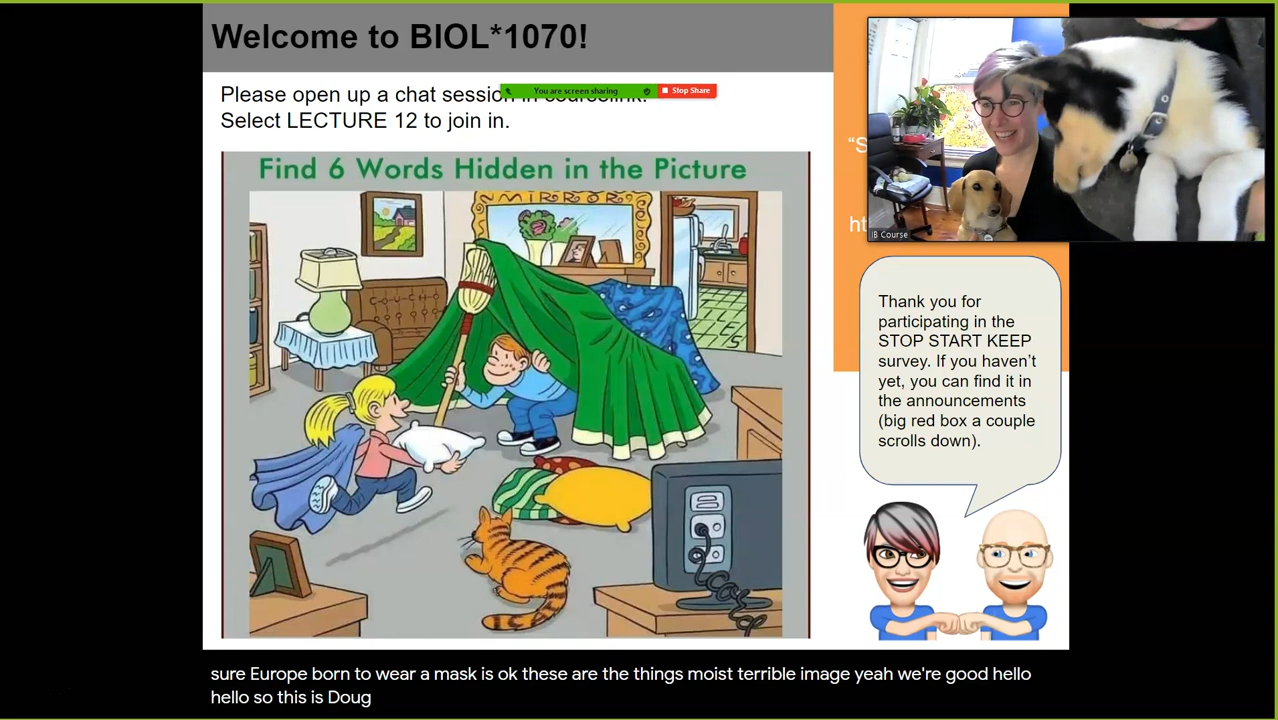 Welcome to BIOL*1070!
Please open up a chat session in courselink.
Select LECTURE 12 to join in.
You are screen sharing
Stop Share
Find 6 Words Hidden in the Picture
MIRROR
COUCH
TILES
"S
ht
B Course
Thank you for
participating in the
STOP START KEEP
survey. If you haven't
yet, you can find it in
the announcements
(big red box a couple
scrolls down).
sure Europe born to wear a mask is ok these are the things moist terrible image yeah we're good hello
hello so this is Doug